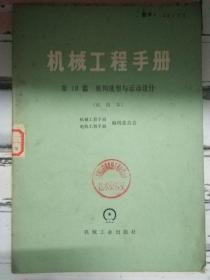 机械工程手册
第18篇 机构选型与运动设计
（试用本）
机械工程手册
电机工程手册
编辑委员会
机械工业出版社